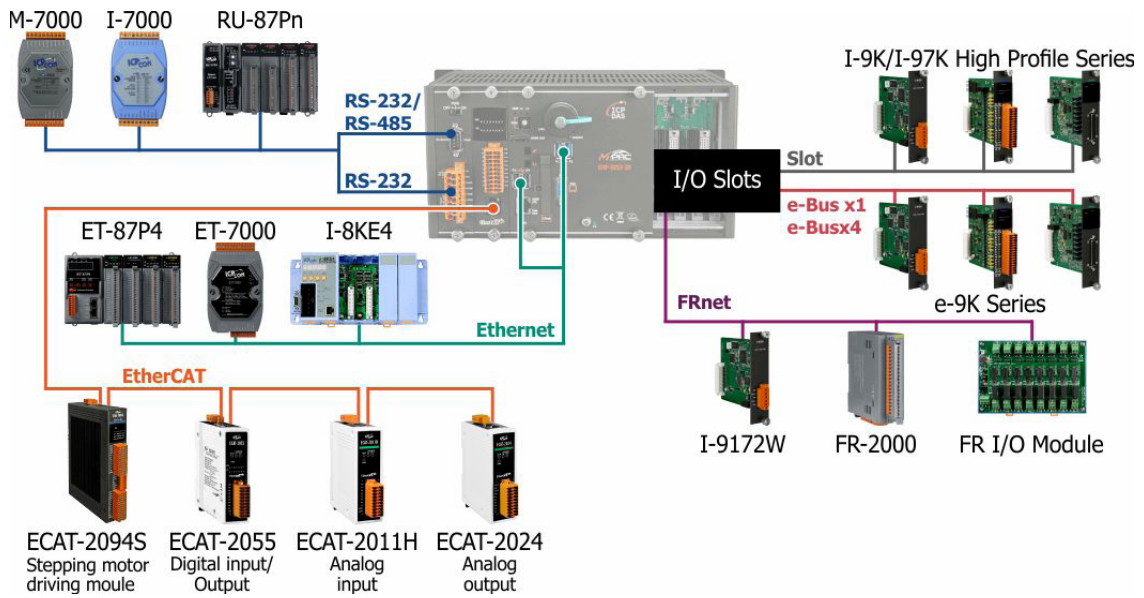 M-7000
I-7000
RU-87Pn
I-9K/I-97K High Profile Series
RS-232/
RS-485
RS-232
ICP
DAS
I/O Slots
Slot
e-Bus x1
e-Busx4
ET-87P4
ET-7000
I-8KE4
Ethernet
FRnet
e-9K Series
EtherCAT
I-9172W
FR-2000
FR I/O Module
ECAT-2094S
Stepping motor
driving moule
ECAT-2055
Digital input/
Output
ECAT-2011H
Analog
input
ECAT-2024
Analog
output